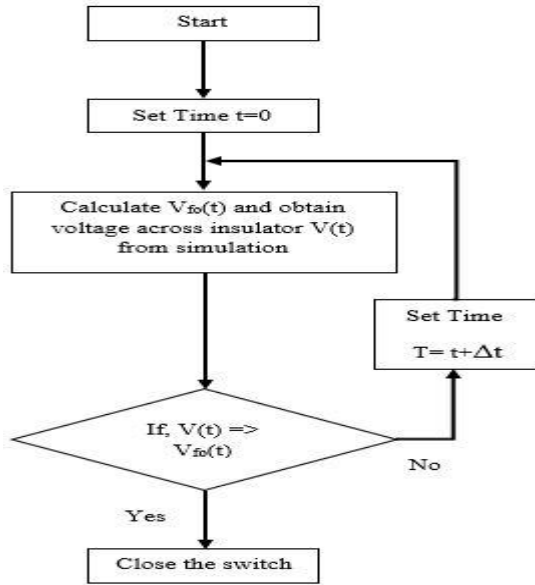 Start
Set Time t=0
Calculate Vfo(t) and obtain
voltage across insulator V(t)
from simulation
Set Time
T= t+Δt
If, V(t) =>
Vfo(t)
No
Yes
Close the switch